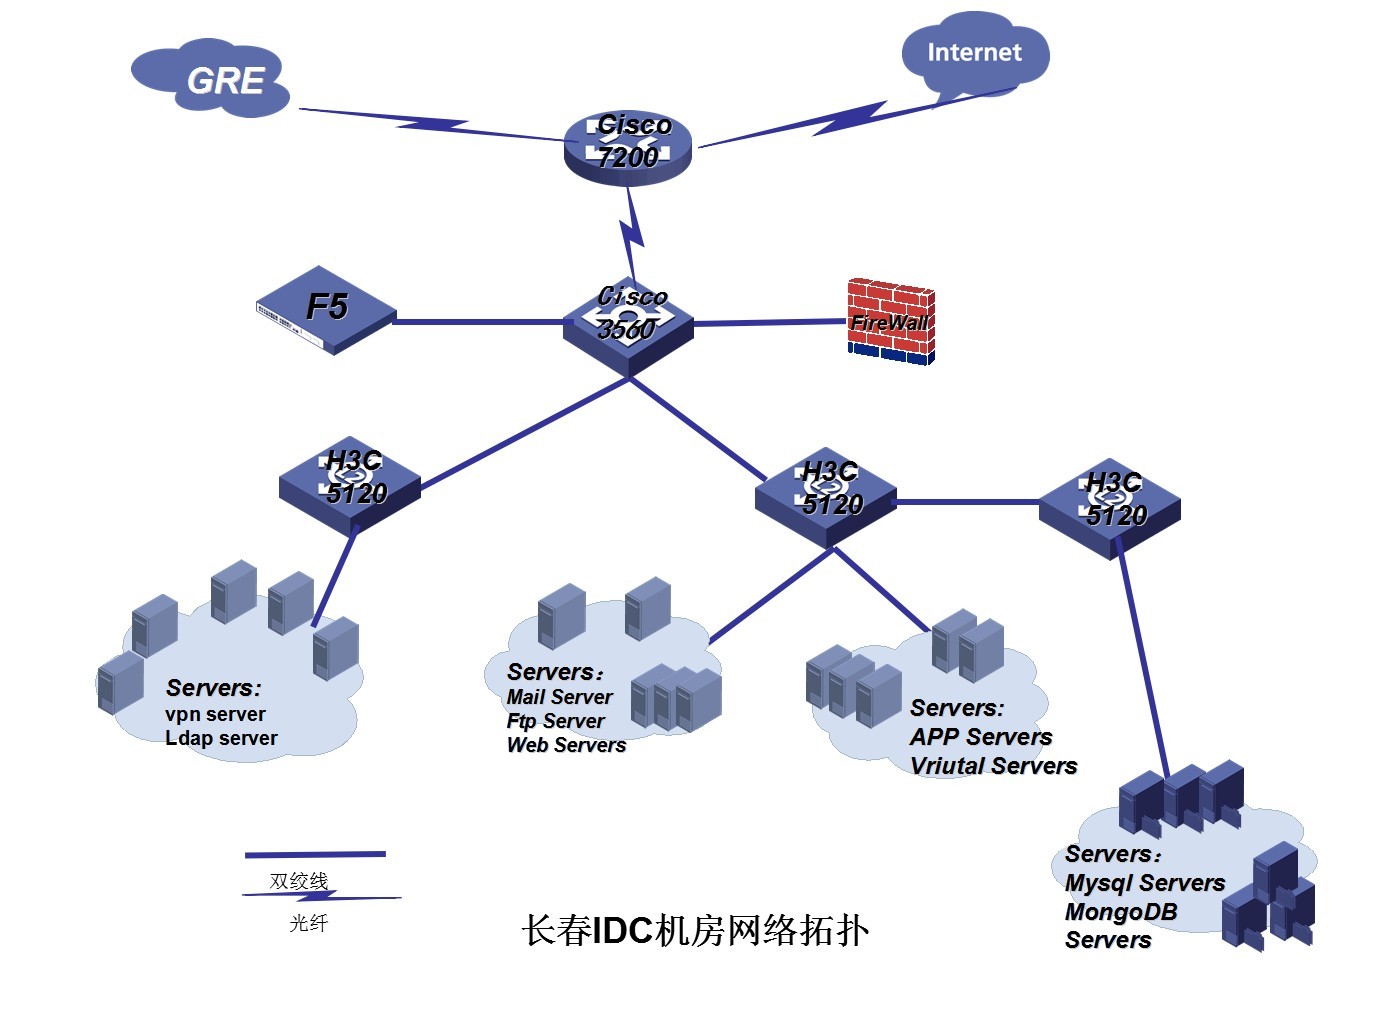 GRE
Internet
Cisco
7200
F5
Cisco
3560
FireWall
H3C
5120
H3C
5120
H3C
5120
Servers:
vpn server
Ldap server
Servers：
Mail Server
Ftp Server
Web Servers
Servers:
APP Servers
Vriutal Servers
Servers：
Mysql Servers
MongoDB
Servers
双绞线
光纤
长春IDC机房网络拓扑